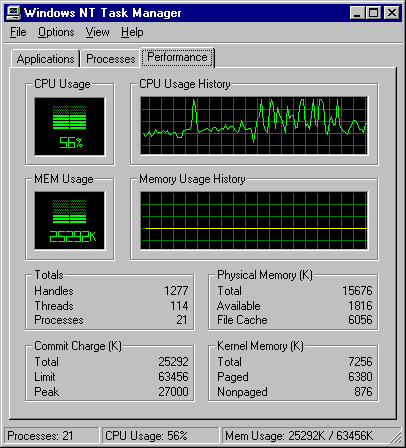 Windows NT Task Manager
File Options View Help
Applications Processes Performance
CPU Usage CPU Usage History
56%
MEM Usage Memory Usage History
25292K
Totals Physical Memory (K)
Handles 1277 Total 15676
Threads 114 Available 1816
Processes 21 File Cache 6056
Commit Charge (K) Kernel Memory (K)
Total 25292 Total 7256
Limit 63456 Paged 6380
Peak 27000 Nonpaged 876
Processes: 21 CPU Usage: 56% Mem Usage: 25292K / 63456K